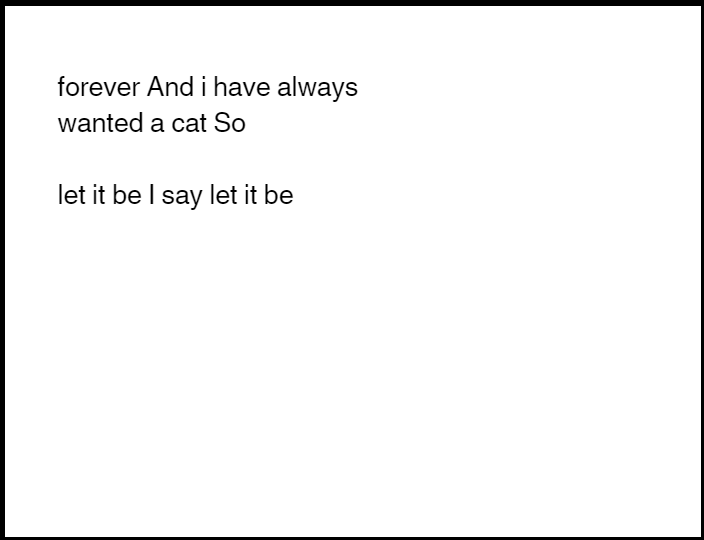 forever And i have always
wanted a cat So
let it be I say let it be